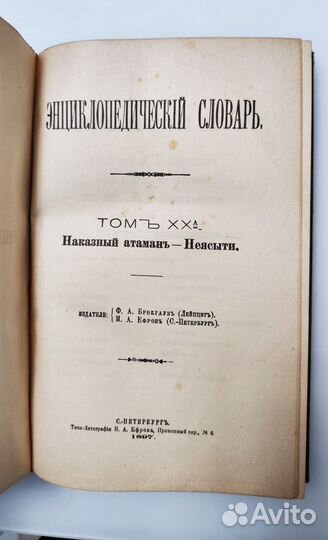 ЭНЦИКЛОПЕДИЧЕСКІЙ СЛОВАРЬ.
ТОМЪ XXА.
Наказный атаманъ—Неясыти.
ИЗДАТЕЛИ: { Ф. А. Брокгаузъ (Лейпцигъ).
И. А. Ефронъ (С.-Петербургъ).
С.-ПЕТЕРБУРГЪ.
Типо-Литографія И. А. Ефрона, Прачешный пер., № 6.
1897.
Avito